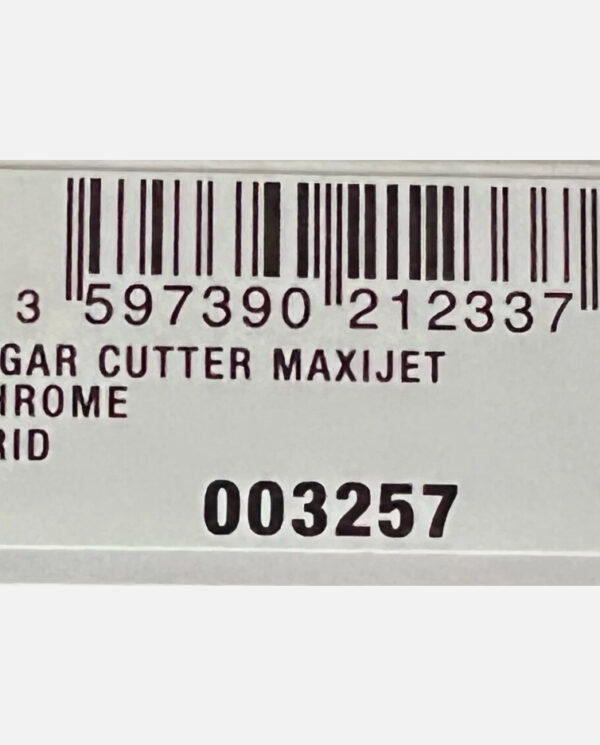 3 597390 212337
GAR CUTTER MAXIJET
HROME
RID
003257